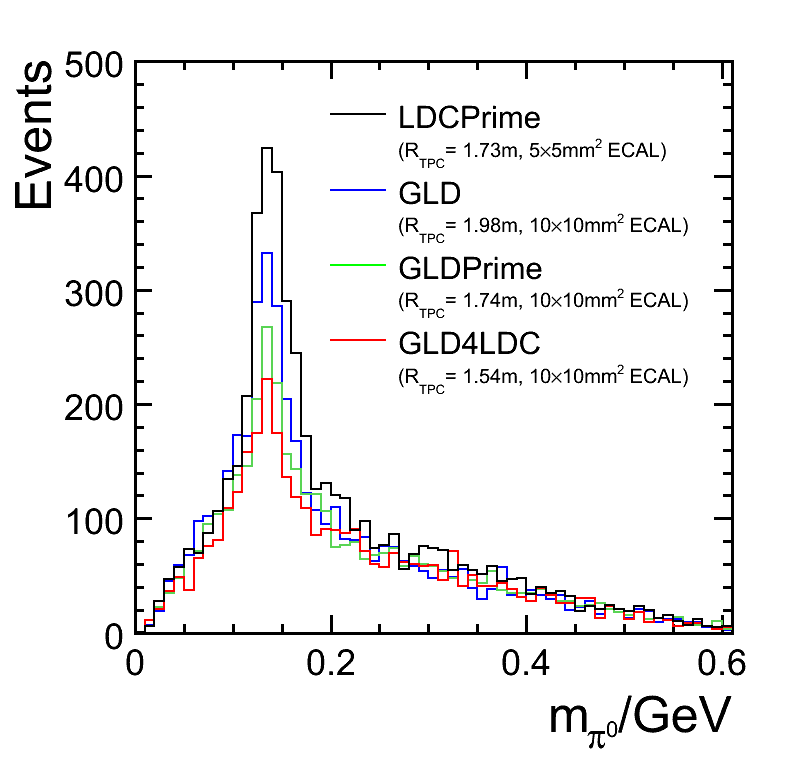 Events
500
400
300
200
100
0
LDCPrime
(R_TPC= 1.73m, 5×5mm² ECAL)
GLD
(R_TPC= 1.98m, 10×10mm² ECAL)
GLDPrime
(R_TPC= 1.74m, 10×10mm² ECAL)
GLD4LDC
(R_TPC= 1.54m, 10×10mm² ECAL)
0 0.2 0.4 0.6
m_π⁰/GeV